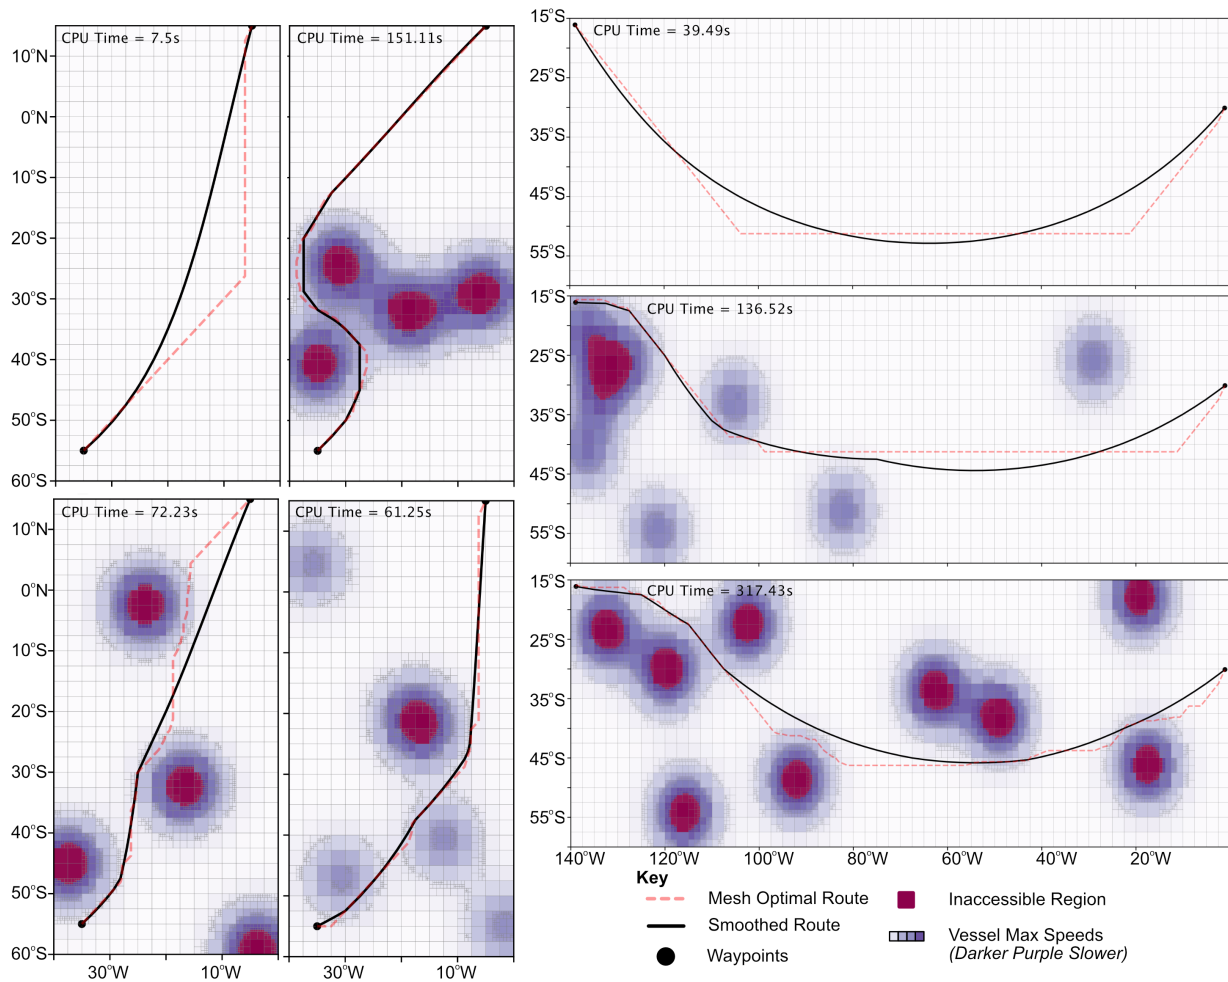 CPU Time = 7.5s
10°N
0°N
10°S
20°S
30°S
40°S
50°S
60°S
CPU Time = 151.11s
CPU Time = 72.23s
10°N
0°N
10°S
20°S
30°S
40°S
50°S
60°S
30°W
10°W
CPU Time = 61.25s
30°W
10°W
15°S
CPU Time = 39.49s
25°S
35°S
45°S
55°S
15°S
CPU Time = 136.52s
25°S
35°S
45°S
55°S
15°S
CPU Time = 317.43s
25°S
35°S
45°S
55°S
140°W
120°W
100°W
80°W
60°W
40°W
20°W
Key
Mesh Optimal Route
Smoothed Route
Waypoints
Inaccessible Region
Vessel Max Speeds
(Darker Purple Slower)